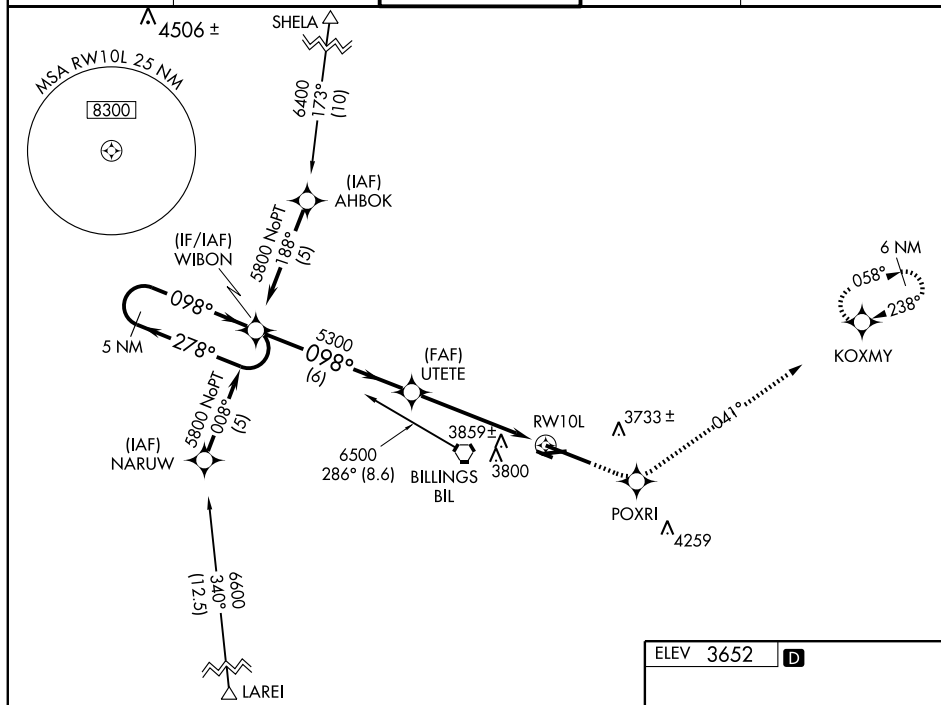 4506 ±
SHELA
MSA RW10L 25 NM
8300
6400
173°
(10)
(IAF)
AHBOK
5800 NoPT
188°
(5)
(IF/IAF)
WIBON
098°
5 NM
278°
5300
098°
(6)
(FAF)
UTETE
6 NM
058°
238°
KOXMY
5800 NoPT
008°
(5)
(IAF)
NARUW
6500
286° (8.6)
BILLINGS
BIL
3859 ±
3800
RW10L
3733 ±
041°
POXRI
4259
6600
340°
(12.5)
LAREI
ELEV 3652 D